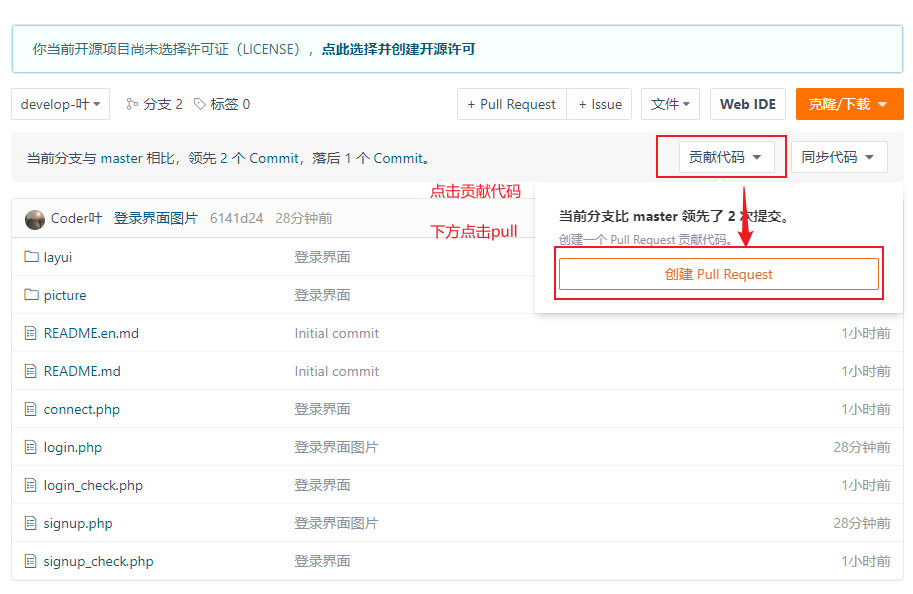 你当前开源项目尚未选择许可证（LICENSE），点此选择并创建开源许可
develop-叶 分支 2 标签 0 + Pull Request + Issue 文件 Web IDE 克隆/下载
当前分支与 master 相比，领先 2 个 Commit，落后 1 个 Commit。 贡献代码 同步代码
点击贡献代码
下方点击pull
当前分支比 master 领先了 2 次提交。
创建一个 Pull Request 贡献代码。
创建 Pull Request
Coder叶 登录界面图片 6141d24 28分钟前
layui 登录界面
picture 登录界面
README.en.md Initial commit 1小时前
README.md Initial commit 1小时前
connect.php 登录界面 1小时前
login.php 登录界面图片 28分钟前
login_check.php 登录界面 1小时前
signup.php 登录界面图片 28分钟前
signup_check.php 登录界面 1小时前